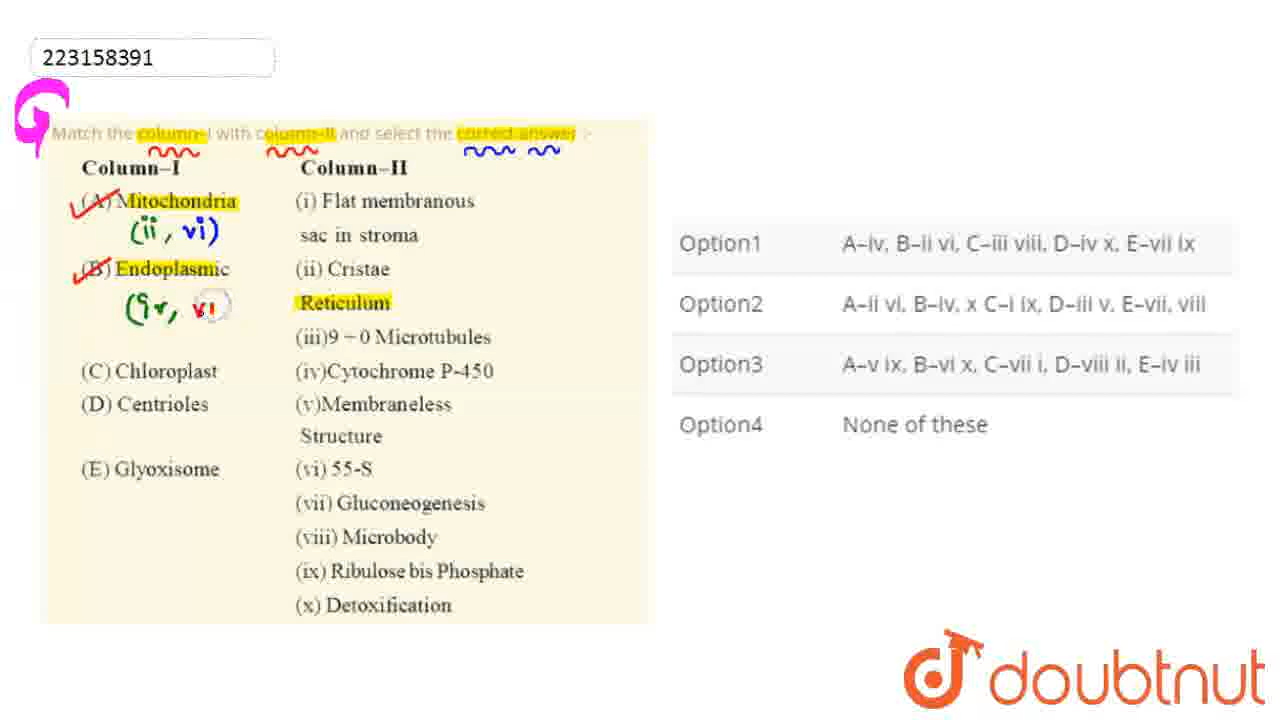 223158391
Match the column-I with column-II and select the correct answer :-
Column–I Column–II
(A) Mitochondria (i) Flat membranous
(ii, vi) sac in stroma
(B) Endoplasmic (ii) Cristae
(iv, vi Reticulum
(iii)9 + 0 Microtubules
(C) Chloroplast (iv)Cytochrome P-450
(D) Centrioles (v)Membraneless
Structure
(E) Glyoxisome (vi) 55-S
(vii) Gluconeogenesis
(viii) Microbody
(ix) Ribulose bis Phosphate
(x) Detoxification
Option1 A–iv, B–ii vi, C–iii viii, D–iv x, E–vii ix
Option2 A–ii vi, B–iv, x C–i ix, D–iii v. E–vii, viii
Option3 A–v ix, B–vi x, C–vii i, D–viii ii, E–iv iii
Option4 None of these
doubtnut